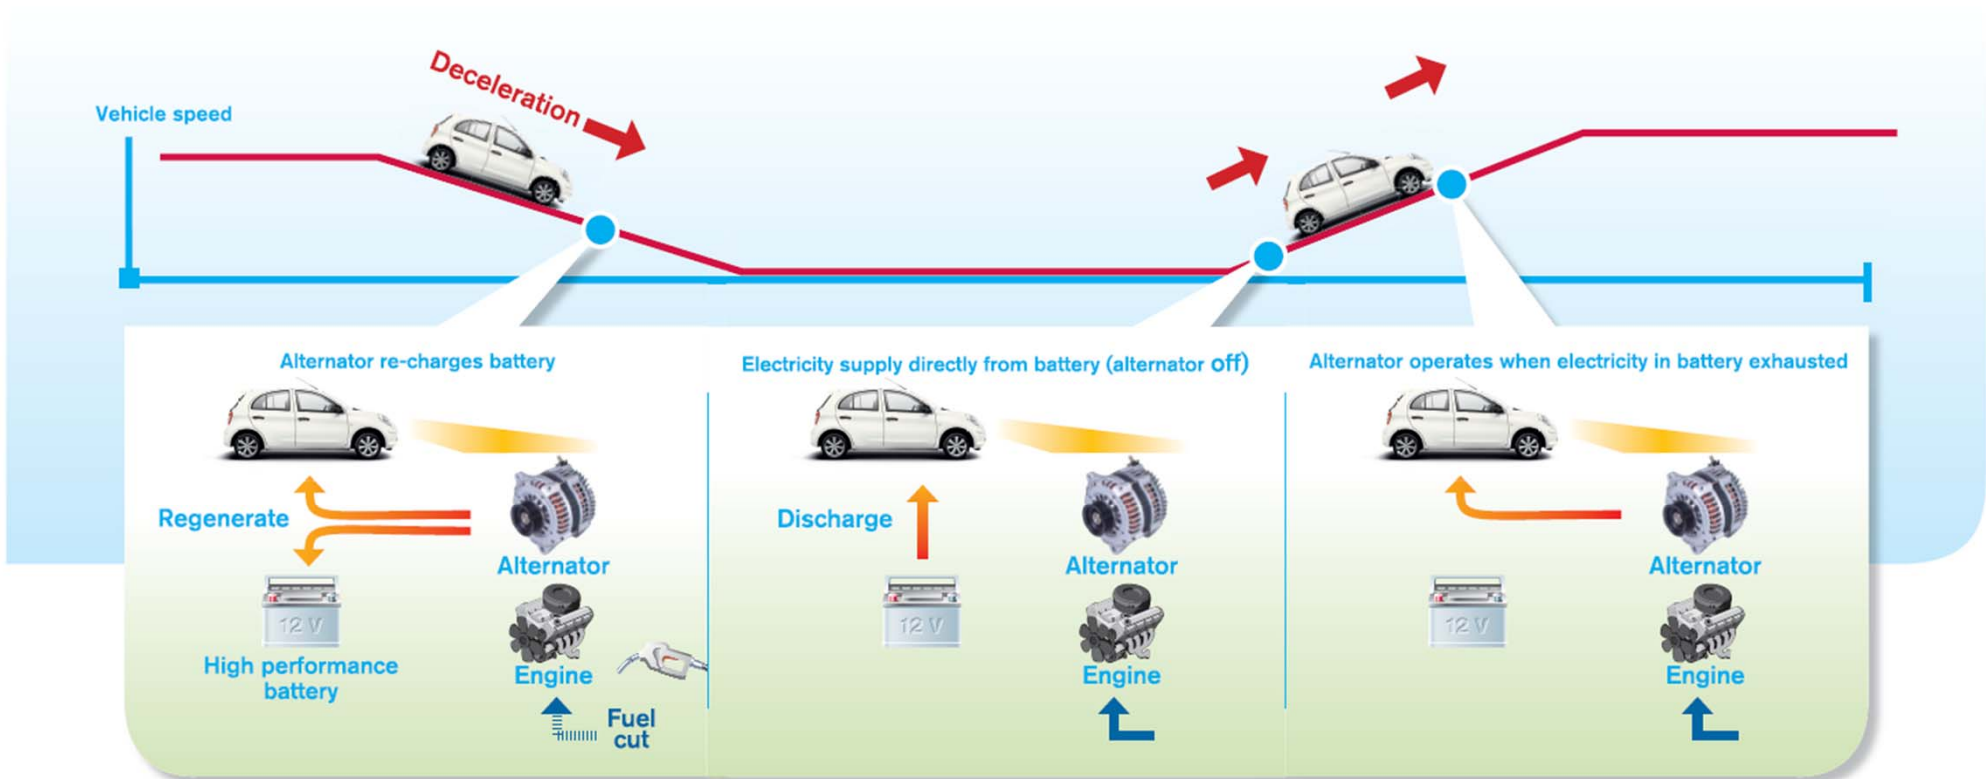 Deceleration
Vehicle speed
Alternator re-charges battery
Regenerate
Alternator
12 V
High performance
battery
Engine
Fuel
cut
Electricity supply directly from battery (alternator off)
Discharge
Alternator
12 V
Engine
Alternator operates when electricity in battery exhausted
Alternator
12 V
Engine